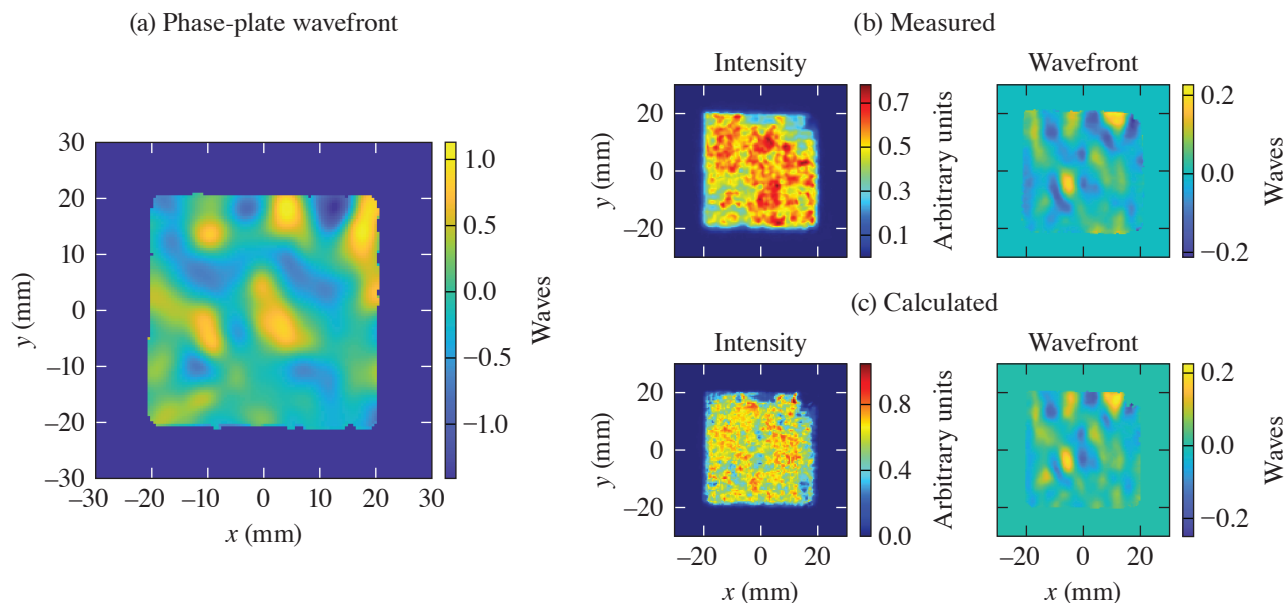 (a) Phase-plate wavefront
30
20
10
0
–10
–20
–30
y (mm)
–30 –20 –10 0 10 20 30
x (mm)
1.0
0.5
0.0
–0.5
–1.0
Waves
(b) Measured
Intensity
20
0
–20
y (mm)
0.7
0.5
0.3
0.1
Arbitrary units
Wavefront
0.2
0.0
–0.2
Waves
(c) Calculated
Intensity
20
0
–20
y (mm)
–20 0 20
x (mm)
0.8
0.4
0.0
Arbitrary units
Wavefront
–20 0 20
x (mm)
0.2
0.0
–0.2
Waves